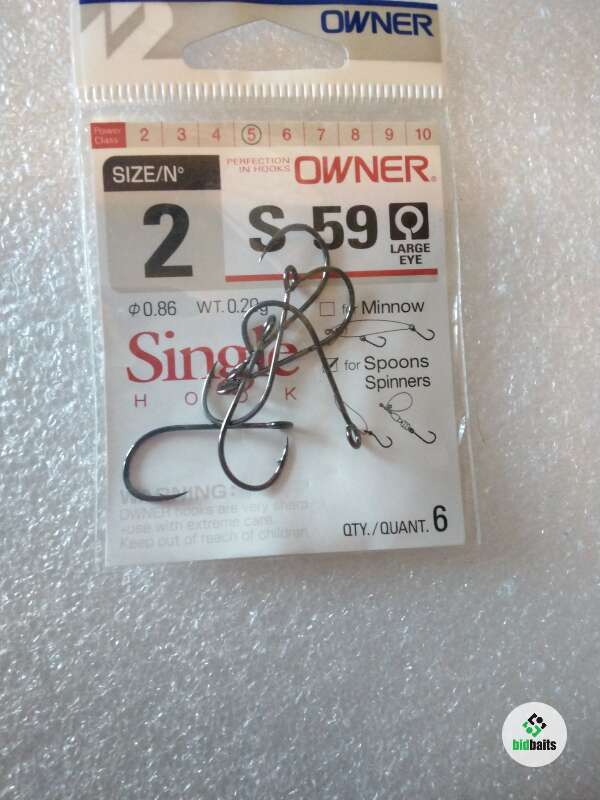 OWNER
Power Class 2 3 4 5 6 7 8 9 10
SIZE/N°
2
PERFECTION IN HOOKS
OWNER®
S-59
LARGE EYE
Φ0.86 WT. 0.20g
for Minnow
Single
HOOK
for Spoons
Spinners
WARNING:
OWNER hooks are very sharp
-use with extreme care.
Keep out of reach of children.
QTY./QUANT. 6
bidbaits